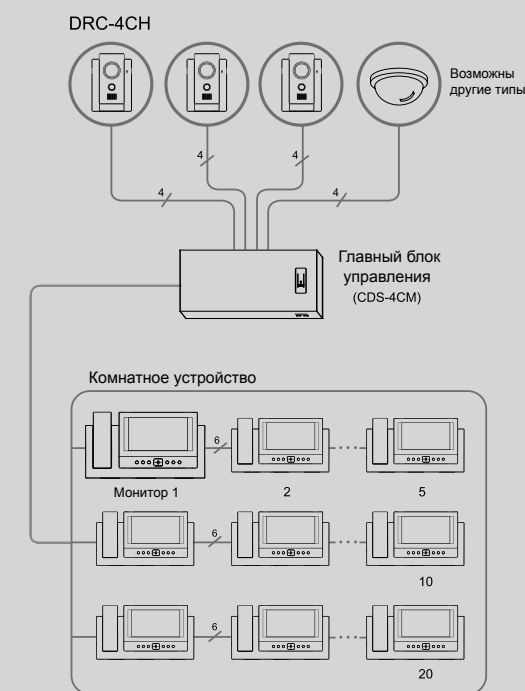 DRC-4CH
Возможны
другие типы
4
4
4
4
Главный блок
управления
(CDS-4CM)
Комнатное устройство
6
Монитор 1
2
5
6
10
6
20